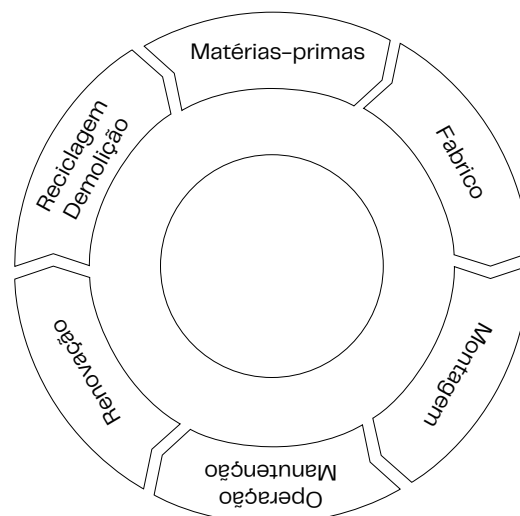 Matérias-primas
Fabrico
Montagem
Operação
Manutenção
Renovação
Reciclagem
Demolição